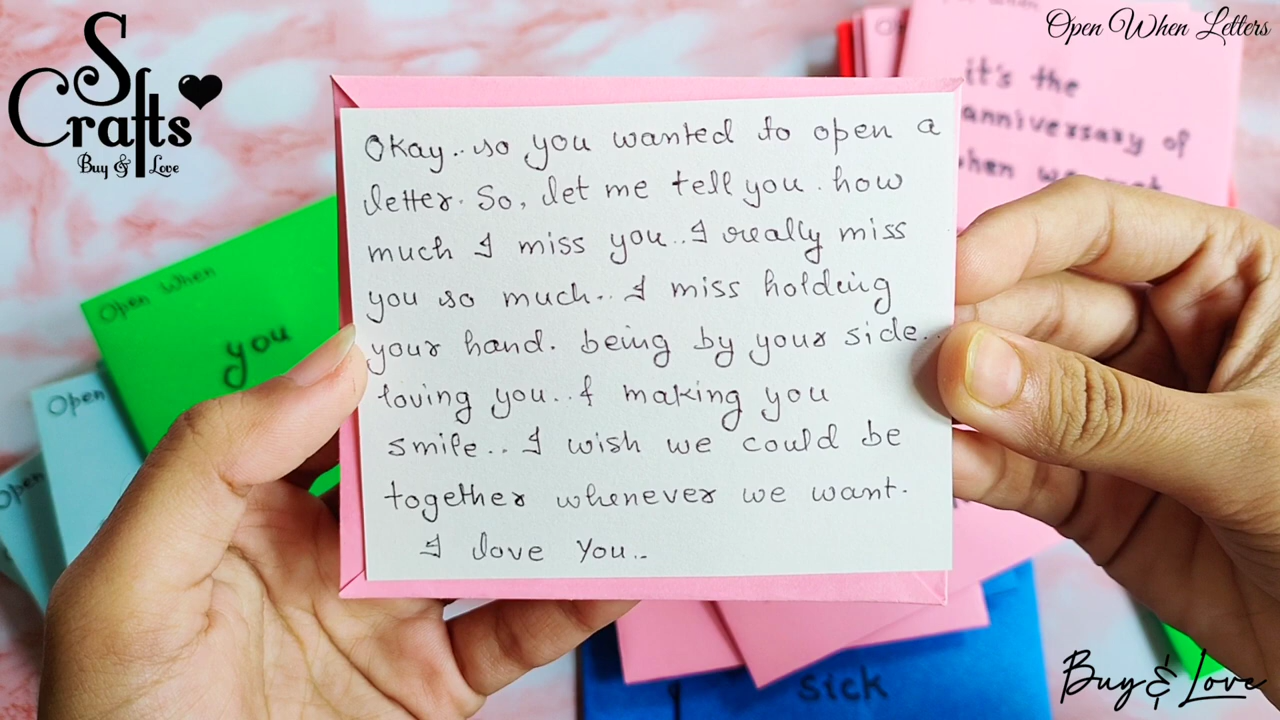 S
Crafts
Buy & Love
Open When Letters
it's the
anniversary of
when we met
Okay.. so you wanted to open a
letter. So, let me tell you. how
much I miss you.. I really miss
you so much.. I miss holding
your hand. being by your side..
loving you.. & making you
smile.. I wish we could be
together whenever we want.
I love you..
Open When
you
Open
Open
sick
Buy & Love